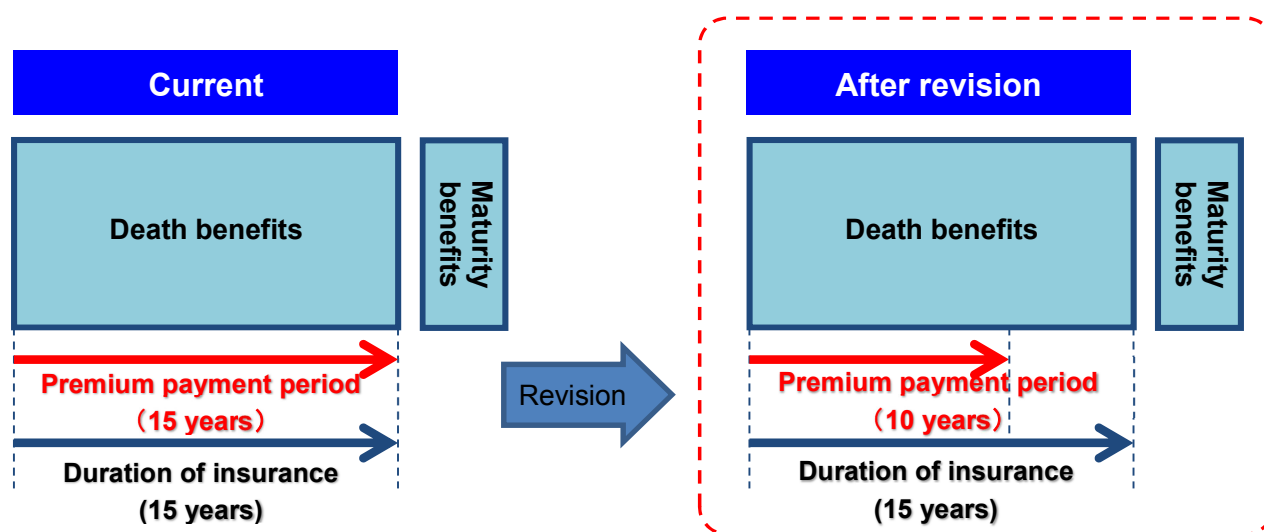 Current
Death benefits
Maturity
benefits
Premium payment period
（15 years）
Duration of insurance
(15 years)
Revision
After revision
Death benefits
Maturity
benefits
Premium payment period
（10 years）
Duration of insurance
(15 years)